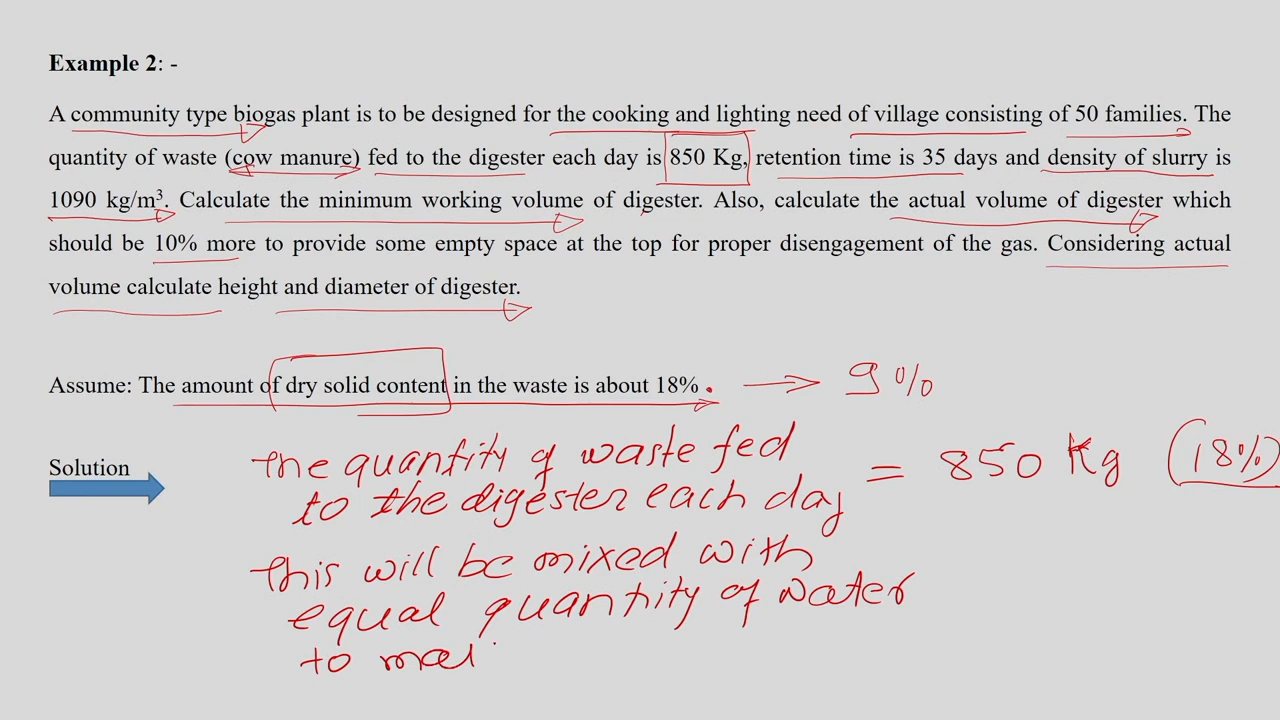 Example 2: -
A community type biogas plant is to be designed for the cooking and lighting need of village consisting of 50 families. The
quantity of waste (cow manure) fed to the digester each day is 850 Kg, retention time is 35 days and density of slurry is
1090 kg/m³. Calculate the minimum working volume of digester. Also, calculate the actual volume of digester which
should be 10% more to provide some empty space at the top for proper disengagement of the gas. Considering actual
volume calculate height and diameter of digester.
Assume: The amount of dry solid content in the waste is about 18%. → 9%
Solution
The quantity of waste fed
to the digester each day = 850 Kg (18%)
This will be mixed with
equal quantity of water
to